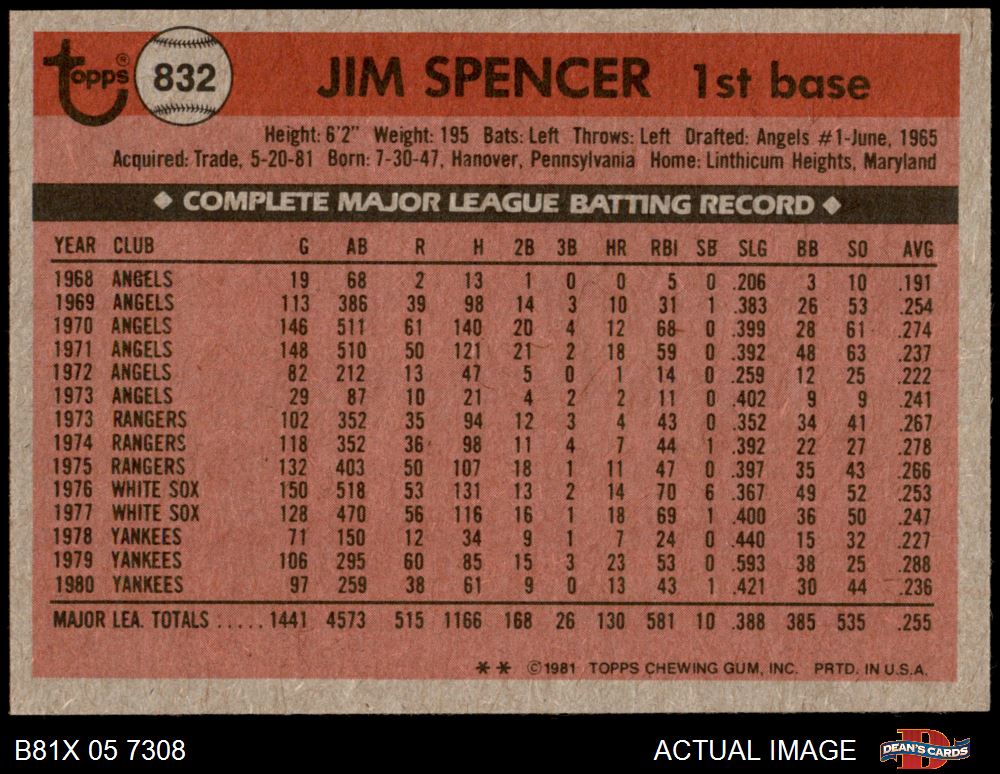 Topps® 832 JIM SPENCER 1st base
Height: 6'2" Weight: 195 Bats: Left Throws: Left Drafted: Angels #1-June, 1965
Acquired: Trade, 5-20-81 Born: 7-30-47, Hanover, Pennsylvania Home: Linthicum Heights, Maryland
◆ COMPLETE MAJOR LEAGUE BATTING RECORD ◆
YEAR CLUB G AB R H 2B 3B HR RBI SB SLG BB SO AVG
1968 ANGELS 19 68 2 13 1 0 0 5 0 .206 3 10 .191
1969 ANGELS 113 386 39 98 14 3 10 31 1 .383 26 53 .254
1970 ANGELS 146 511 61 140 20 4 12 68 0 .399 28 61 .274
1971 ANGELS 148 510 50 121 21 2 18 59 0 .392 48 63 .237
1972 ANGELS 82 212 13 47 5 0 1 14 0 .259 12 25 .222
1973 ANGELS 29 87 10 21 4 2 2 11 0 .402 9 9 .241
1973 RANGERS 102 352 35 94 12 3 4 43 0 .352 34 41 .267
1974 RANGERS 118 352 36 98 11 4 7 44 1 .392 22 27 .278
1975 RANGERS 132 403 50 107 18 1 11 47 0 .397 35 43 .266
1976 WHITE SOX 150 518 53 131 13 2 14 70 6 .367 49 52 .253
1977 WHITE SOX 128 470 56 116 16 1 18 69 1 .400 36 50 .247
1978 YANKEES 71 150 12 34 9 1 7 24 0 .440 15 32 .227
1979 YANKEES 106 295 60 85 15 3 23 53 0 .593 38 25 .288
1980 YANKEES 97 259 38 61 9 0 13 43 1 .421 30 44 .236
MAJOR LEA. TOTALS ..... 1441 4573 515 1166 168 26 130 581 10 .388 385 535 .255
** ©1981 TOPPS CHEWING GUM, INC. PRTD. IN U.S.A.
B81X 05 7308 ACTUAL IMAGE DEAN'S CARDS